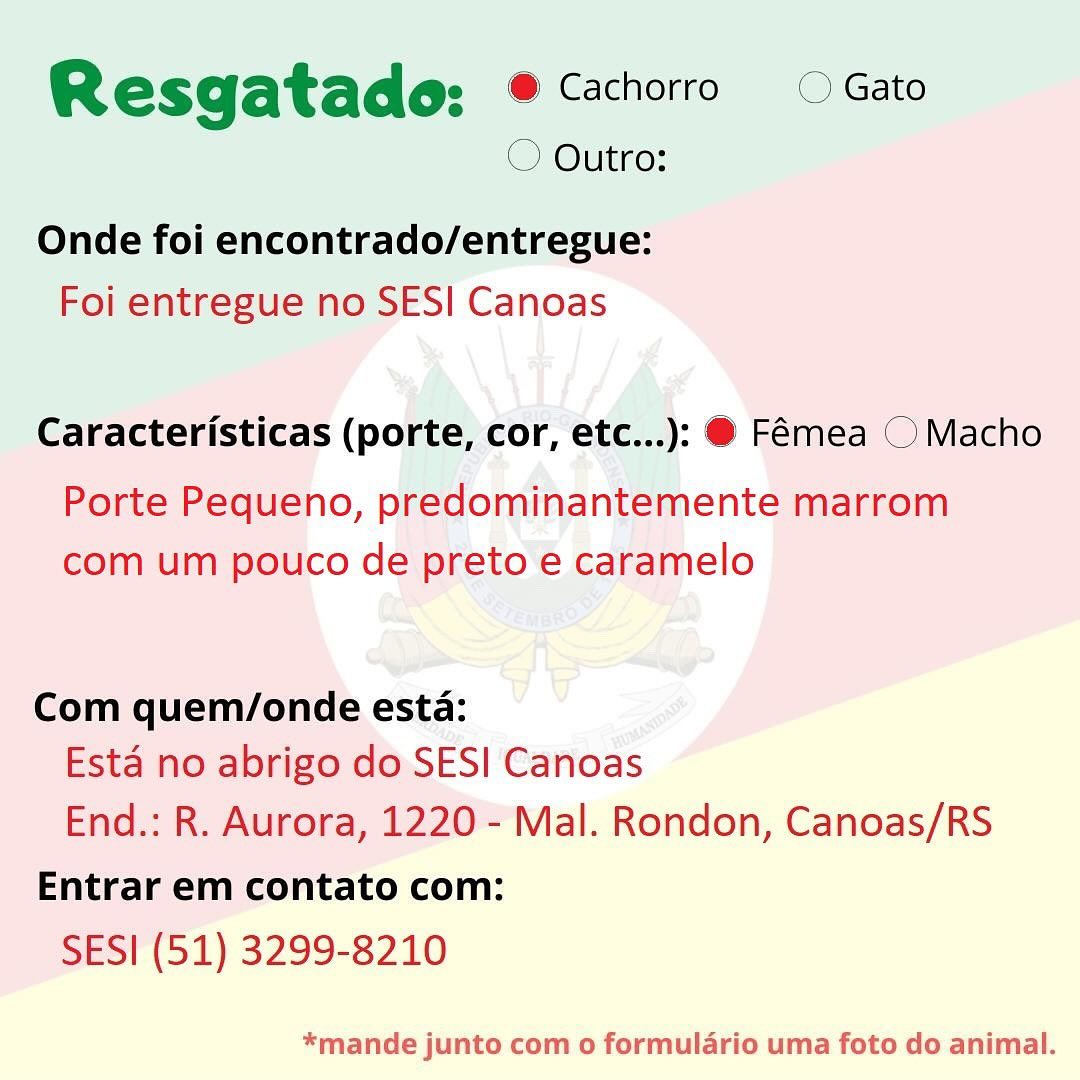 Resgatado: Cachorro Gato
Outro:
Onde foi encontrado/entregue:
Foi entregue no SESI Canoas
Características (porte, cor, etc...): Fêmea Macho
Porte Pequeno, predominantemente marrom
com um pouco de preto e caramelo
Com quem/onde está:
Está no abrigo do SESI Canoas
End.: R. Aurora, 1220 - Mal. Rondon, Canoas/RS
Entrar em contato com:
SESI (51) 3299-8210
*mande junto com o formulário uma foto do animal.
HUMANIDADE